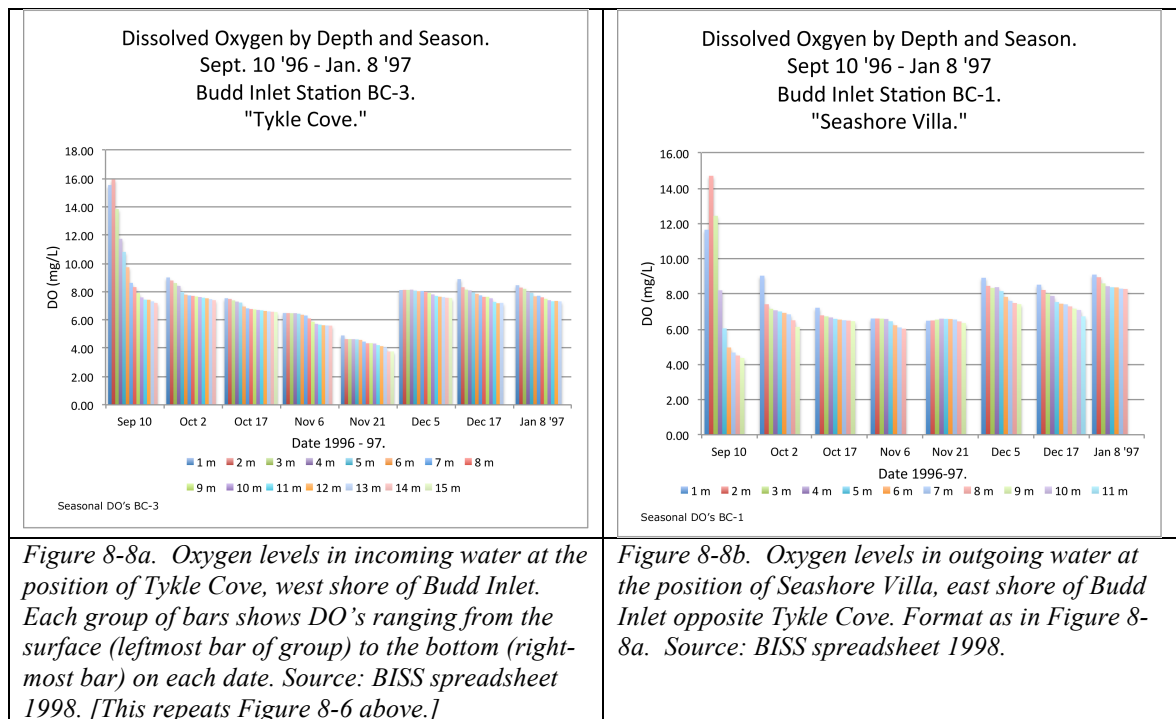 Dissolved Oxygen by Depth and Season.
Sept. 10 '96 - Jan. 8 '97
Budd Inlet Station BC-3.
"Tykle Cove."
18.00
16.00
14.00
12.00
10.00
8.00
6.00
4.00
2.00
0.00
DO (mg/L)
Sep 10 Oct 2 Oct 17 Nov 6 Nov 21 Dec 5 Dec 17 Jan 8 '97
Date 1996 - 97.
1 m 2 m 3 m 4 m 5 m 6 m 7 m 8 m
9 m 10 m 11 m 12 m 13 m 14 m 15 m
Seasonal DO's BC-3
Figure 8-8a. Oxygen levels in incoming water at the
position of Tykle Cove, west shore of Budd Inlet.
Each group of bars shows DO's ranging from the
surface (leftmost bar of group) to the bottom (right-
most bar) on each date. Source: BISS spreadsheet
1998. [This repeats Figure 8-6 above.]
Dissolved Oxgyen by Depth and Season.
Sept 10 '96 - Jan 8 '97
Budd Inlet Station BC-1.
"Seashore Villa."
16.00
14.00
12.00
10.00
8.00
6.00
4.00
2.00
0.00
DO (mg/L)
Sep 10 Oct 2 Oct 17 Nov 6 Nov 21 Dec 5 Dec 17 Jan 8 '97
Date 1996-97.
1 m 2 m 3 m 4 m 5 m 6 m 7 m 8 m 9 m 10 m 11 m
Seasonal DO's BC-1
Figure 8-8b. Oxygen levels in outgoing water at
the position of Seashore Villa, east shore of Budd
Inlet opposite Tykle Cove. Format as in Figure 8-
8a. Source: BISS spreadsheet 1998.